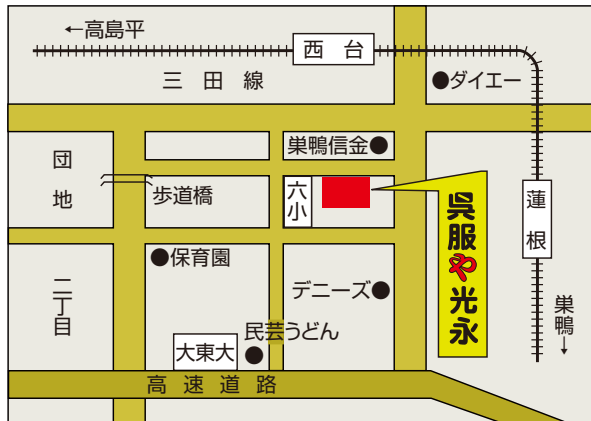 ←高島平
西台
三田線
●ダイエー
巣鴨信金●
団地
歩道橋
六小
蓮根
呉服や光永
●保育園
二丁目
デニーズ●
巣鴨→
民芸うどん
●
大東大
高速道路